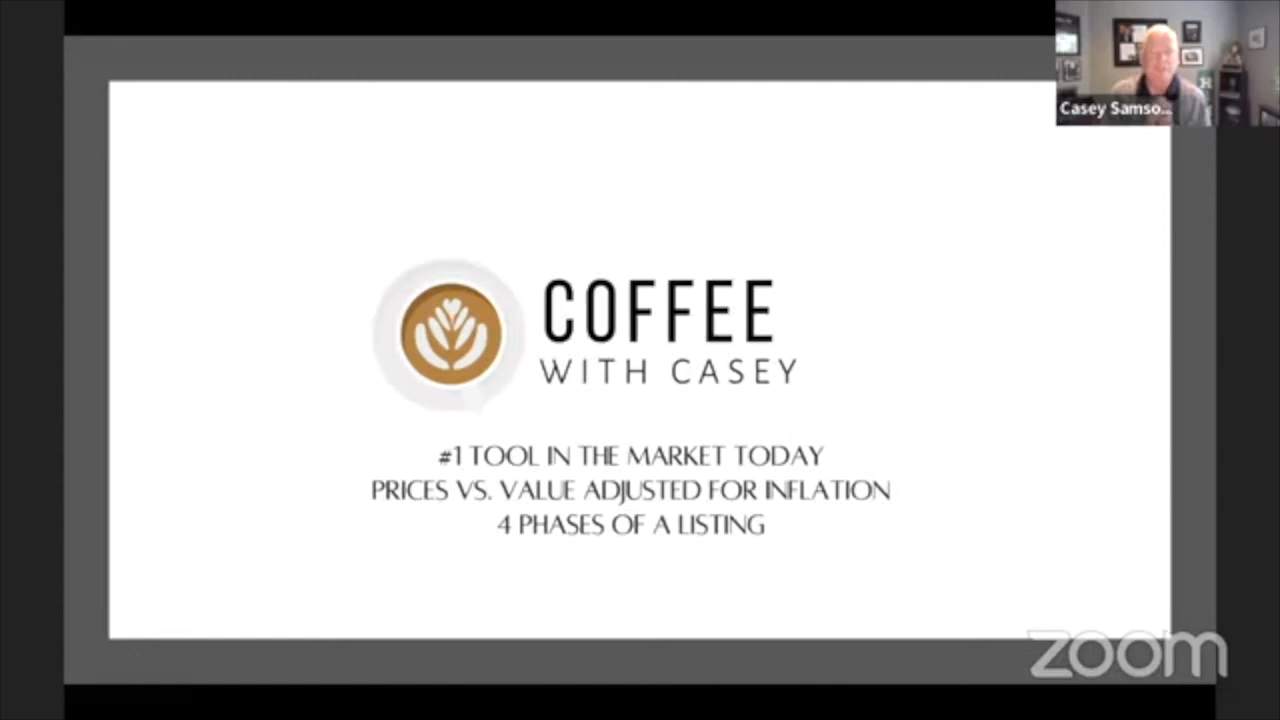 Casey Samso...
COFFEE
WITH CASEY
#1 TOOL IN THE MARKET TODAY
PRICES VS. VALUE ADJUSTED FOR INFLATION
4 PHASES OF A LISTING
zoom